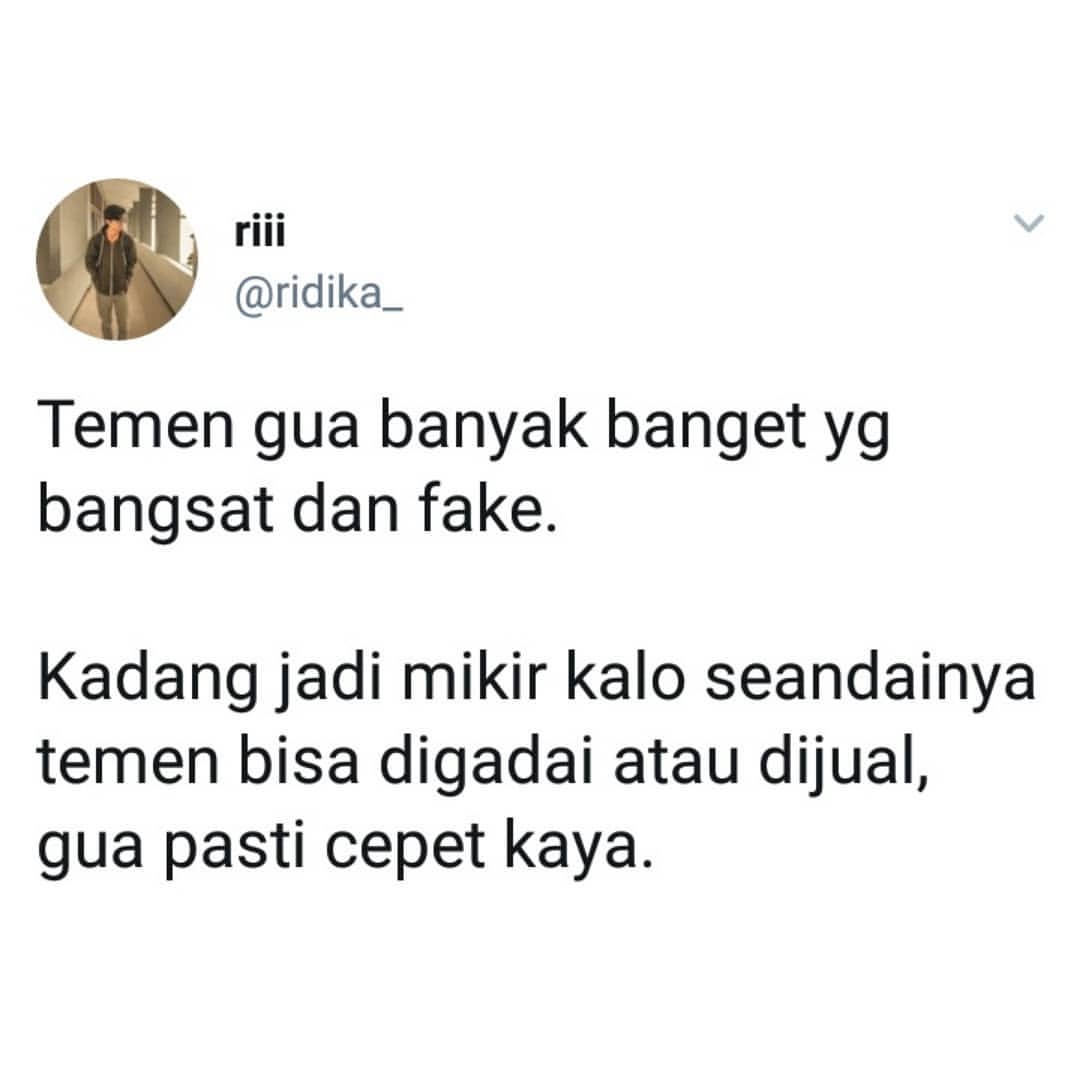 riii
@ridika_
Temen gua banyak banget yg
bangsat dan fake.
Kadang jadi mikir kalo seandainya
temen bisa digadai atau dijual,
gua pasti cepet kaya.